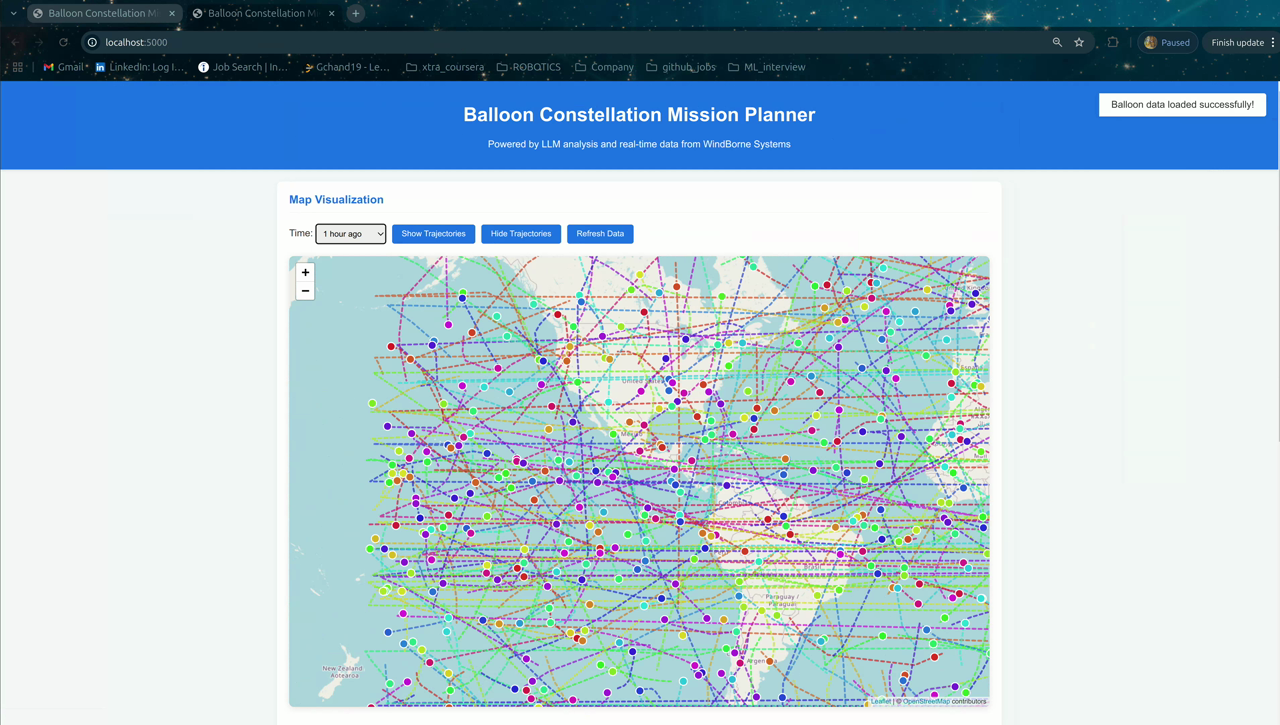 Balloon Constellation Mi
Balloon Constellation M
localhost:5000
Paused
Finish update
Gmail
LinkedIn: Log I...
Job Search | In...
Gchand19 - Le...
xtra_coursera
ROBOTICS
Company
github_jobs
ML_interview
Balloon Constellation Mission Planner
Balloon data loaded successfully!
Powered by LLM analysis and real-time data from WindBorne Systems
Map Visualization
Time: 1 hour ago Show Trajectories Hide Trajectories Refresh Data
+
−
United States
Paraguay /
Paraguái
New Zealand /
Aotearoa
Leaflet | © OpenStreetMap contributors